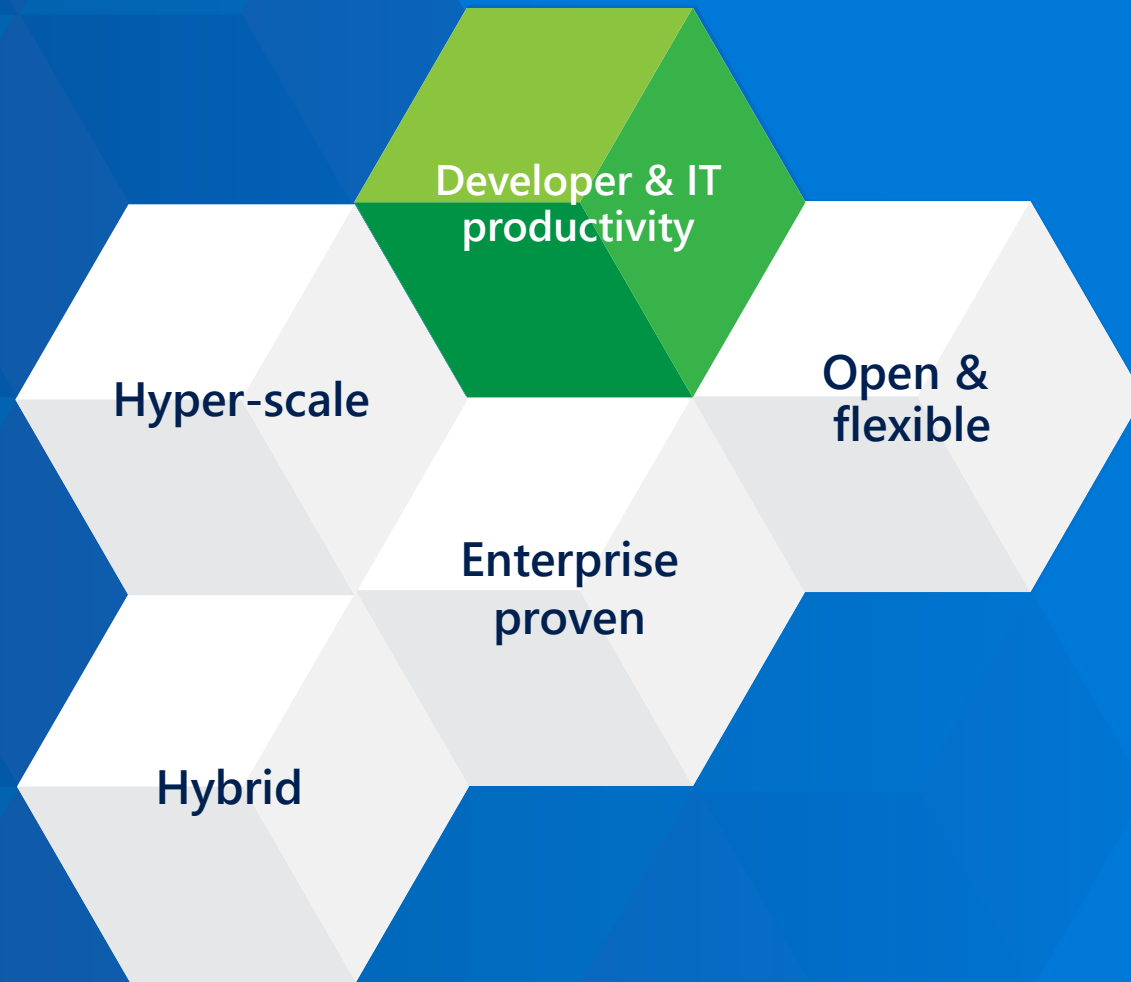 Developer & IT
productivity
Hyper-scale
Open &
flexible
Enterprise
proven
Hybrid